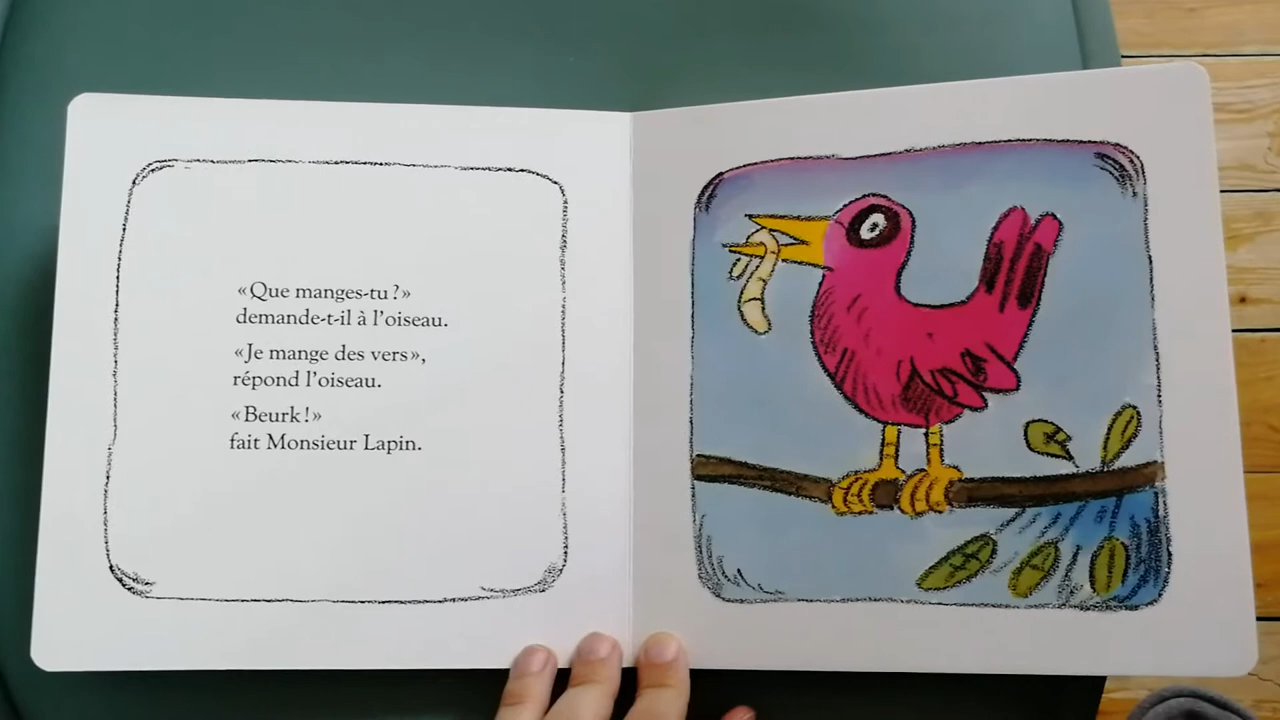 «Que manges-tu?»
demande-t-il à l'oiseau.
«Je mange des vers»,
répond l'oiseau.
«Beurk!»
fait Monsieur Lapin.